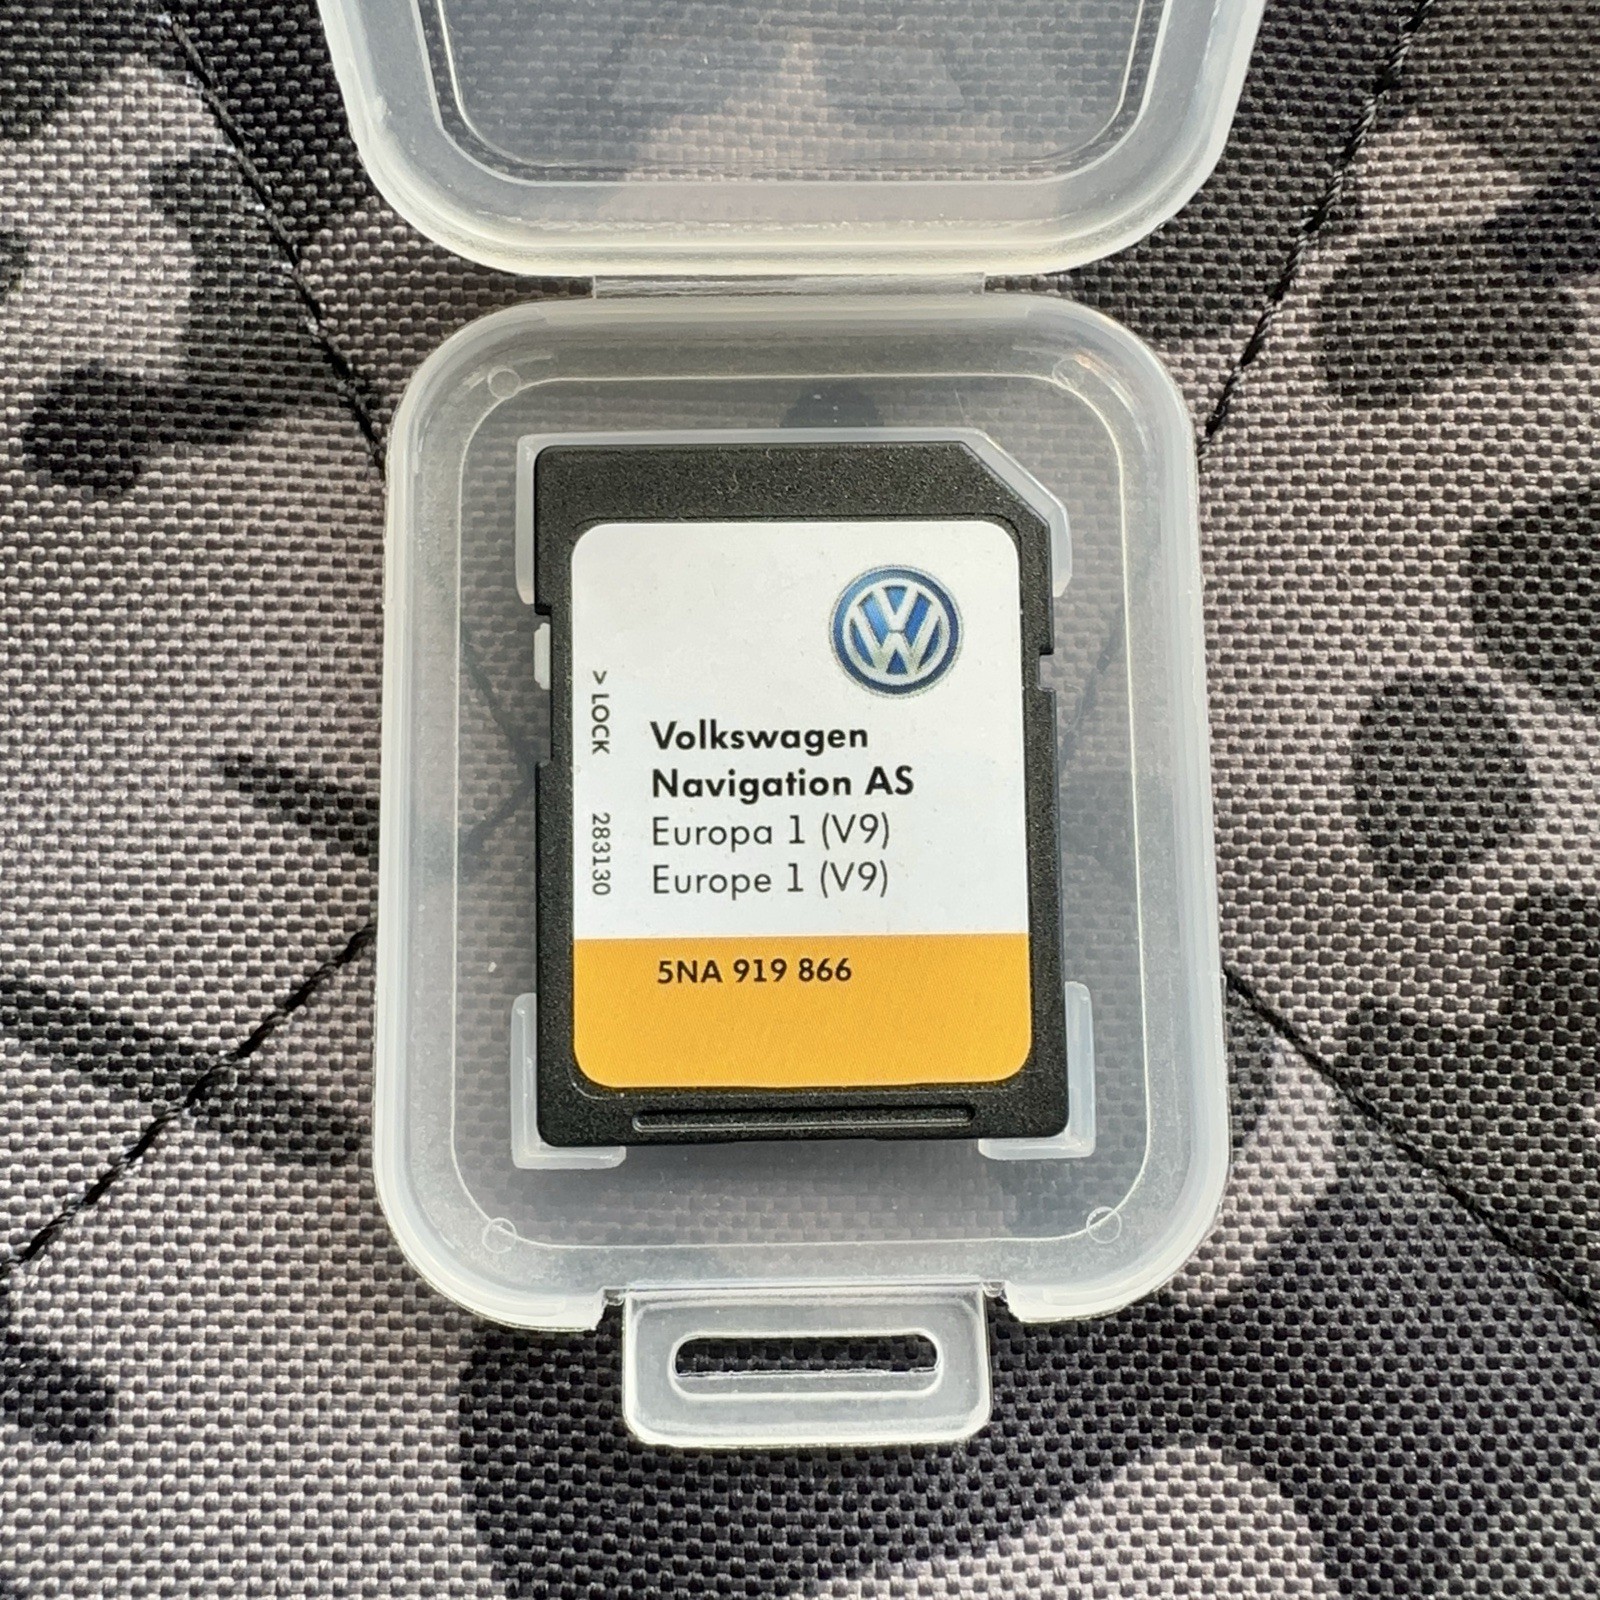 > LOCK
283130
Volkswagen
Navigation AS
Europa 1 (V9)
Europe 1 (V9)
5NA 919 866